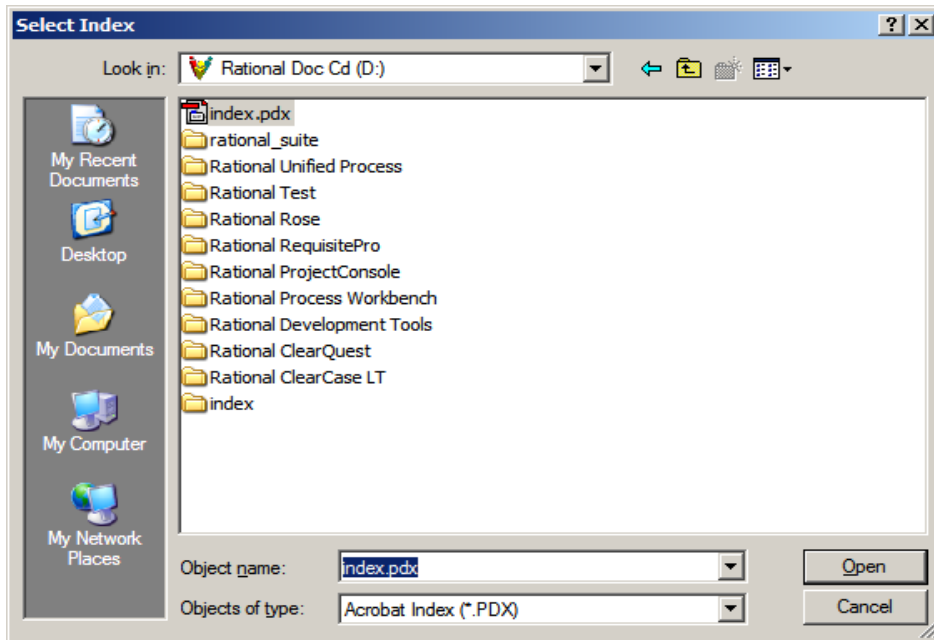 Select Index
Look in: Rational Doc Cd (D:)
My Recent
Documents
Desktop
My Documents
My Computer
My Network
Places
index.pdx
rational_suite
Rational Unified Process
Rational Test
Rational Rose
Rational RequisitePro
Rational ProjectConsole
Rational Process Workbench
Rational Development Tools
Rational ClearQuest
Rational ClearCase LT
index
Object name: index.pdx Open
Objects of type: Acrobat Index (*.PDX) Cancel